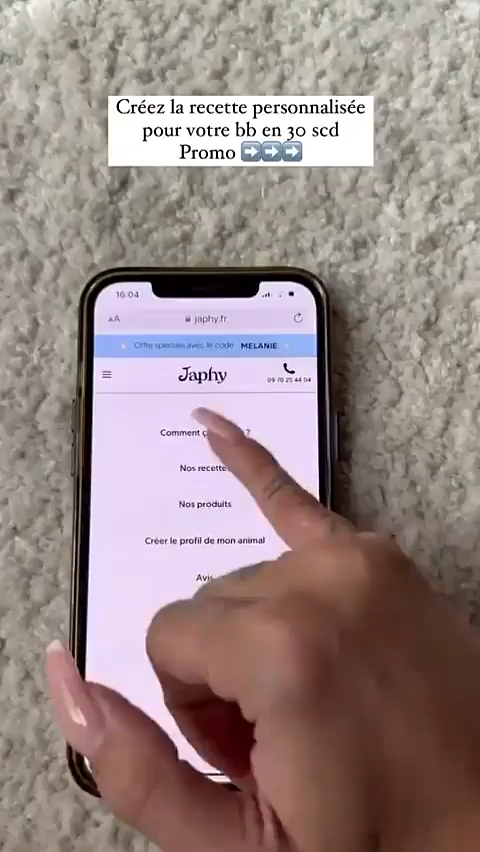 Créez la recette personnalisée
pour votre bb en 30 scd
Promo ➡️➡️➡️
16:04
AA japhy.fr
Offre spéciale avec le code MELANIE
Japhy
09 70 25 44 04
Comment ?
Nos recettes
Nos produits
Créer le profil de mon animal
Avis